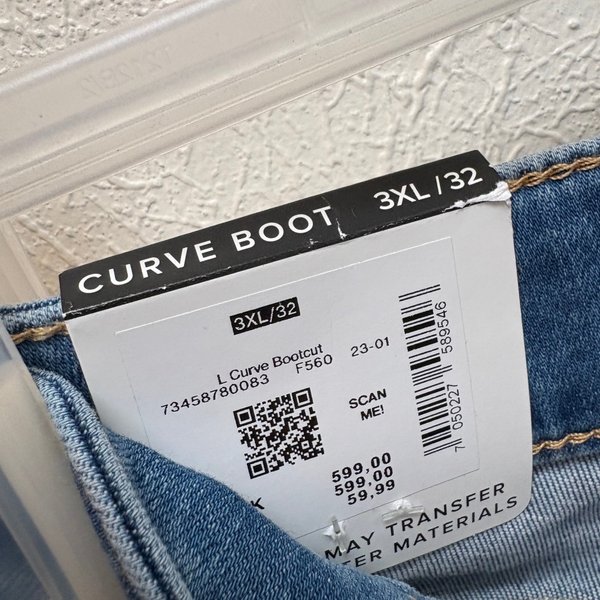 CURVE BOOT 3XL/32
3XL/32
L Curve Bootcut
73458780083 F560 23-01
SCAN
ME!
7 050227 589546
K 599,00
599,00
59,99
MAY TRANSFER
MATERIALS